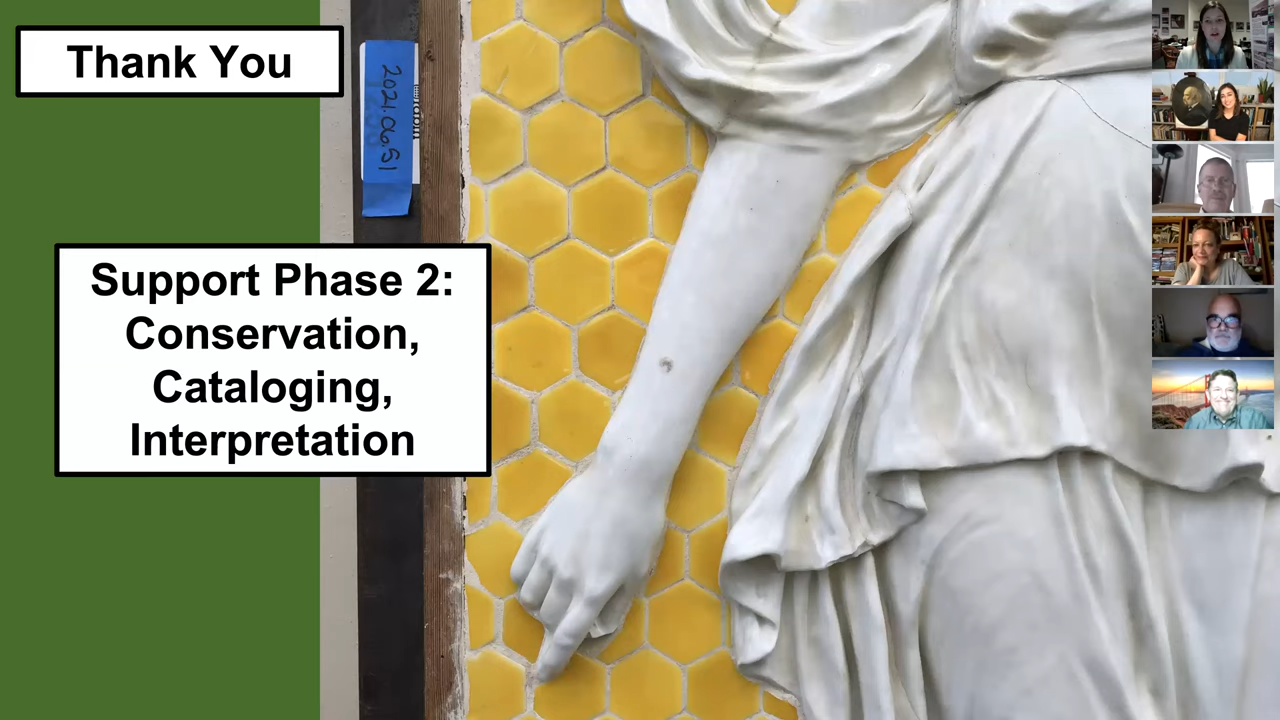 Thank You
2021.06.51
Support Phase 2:
Conservation,
Cataloging,
Interpretation